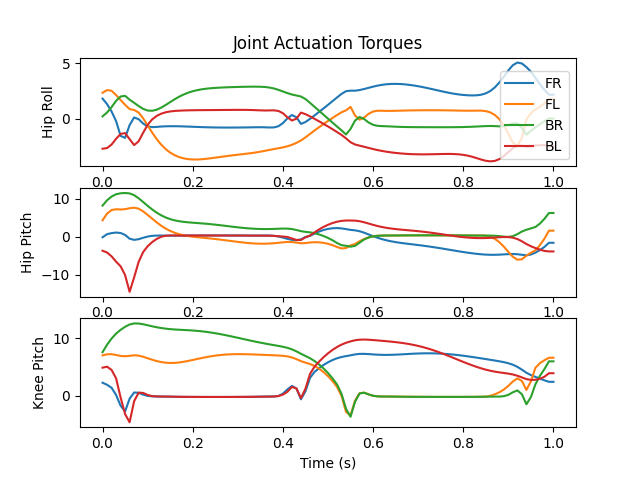 Joint Actuation Torques
Hip Roll
5
0
FR
FL
BR
BL
0.0 0.2 0.4 0.6 0.8 1.0
Hip Pitch
10
0
−10
0.0 0.2 0.4 0.6 0.8 1.0
Knee Pitch
10
0
0.0 0.2 0.4 0.6 0.8 1.0
Time (s)